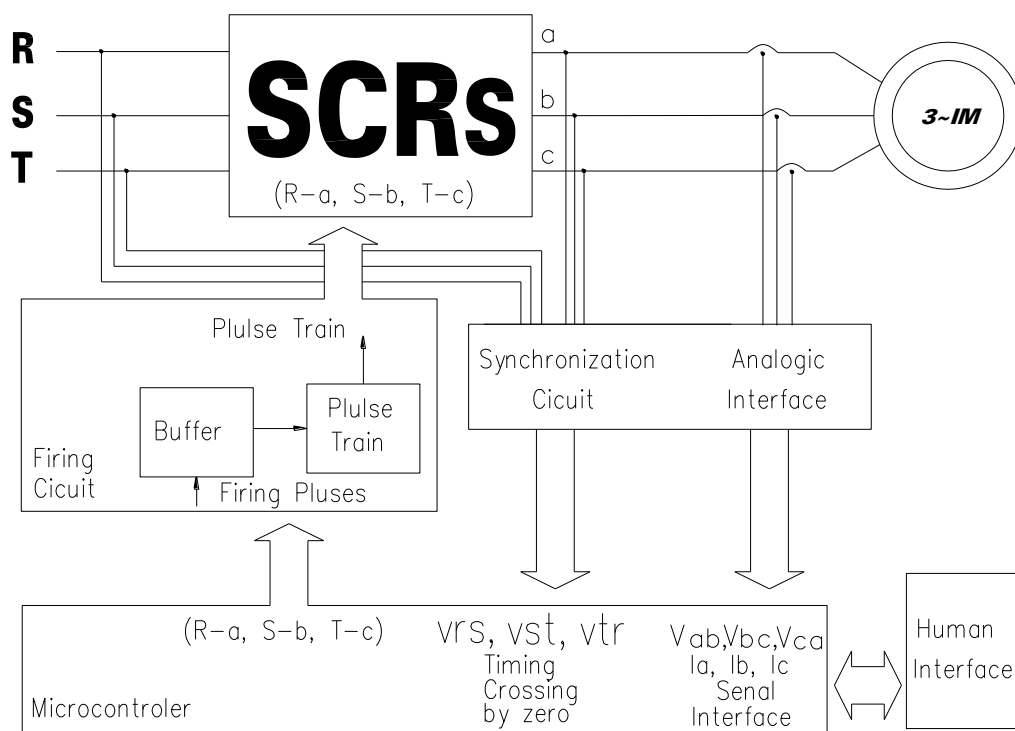 R
S
T
SCRs
(R-a, S-b, T-c)
a
b
c
3~IM
Plulse Train
Buffer
Plulse
Train
Firing
Cicuit
Firing Pluses
Synchronization
Cicuit
Analogic
Interface
(R-a, S-b, T-c)
vrs, vst, vtr
Timing
Crossing
by zero
Vab,Vbc,Vca
Ia, Ib, Ic
Senal
Interface
Microcontroler
Human
Interface